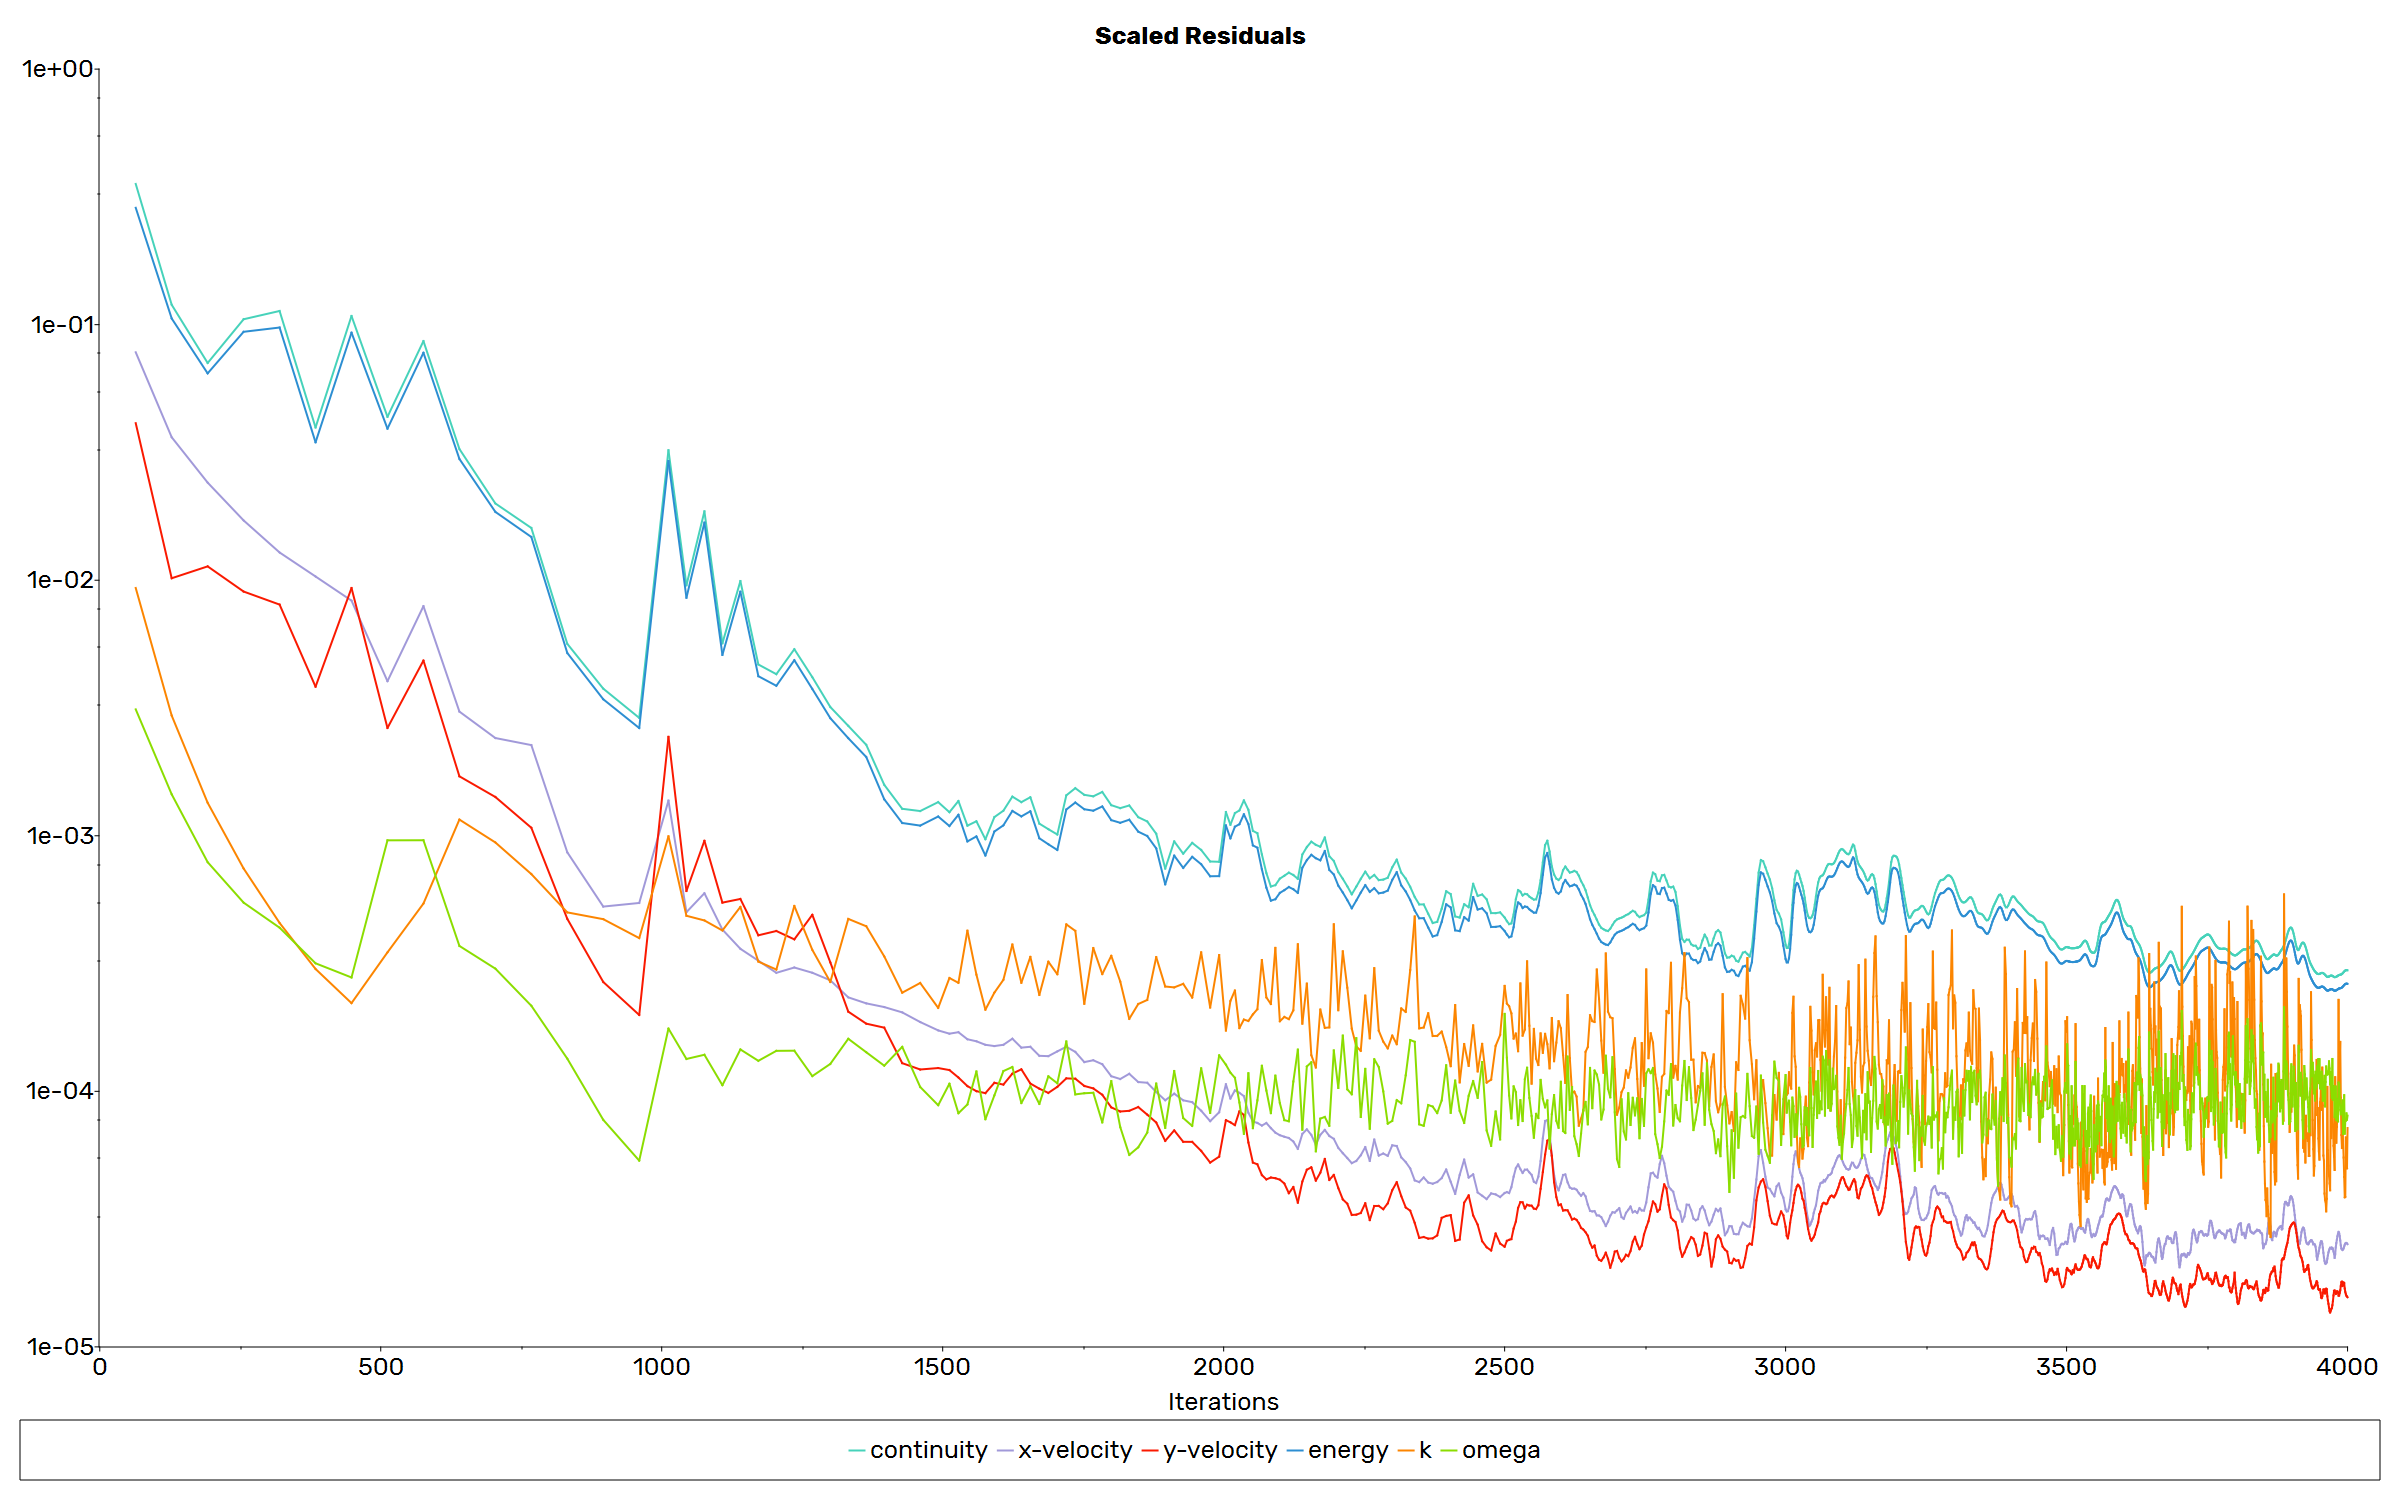 Scaled Residuals
1e+00
1e-01
1e-02
1e-03
1e-04
1e-05
0 500 1000 1500 2000 2500 3000 3500 4000
Iterations
continuity x-velocity y-velocity energy k omega